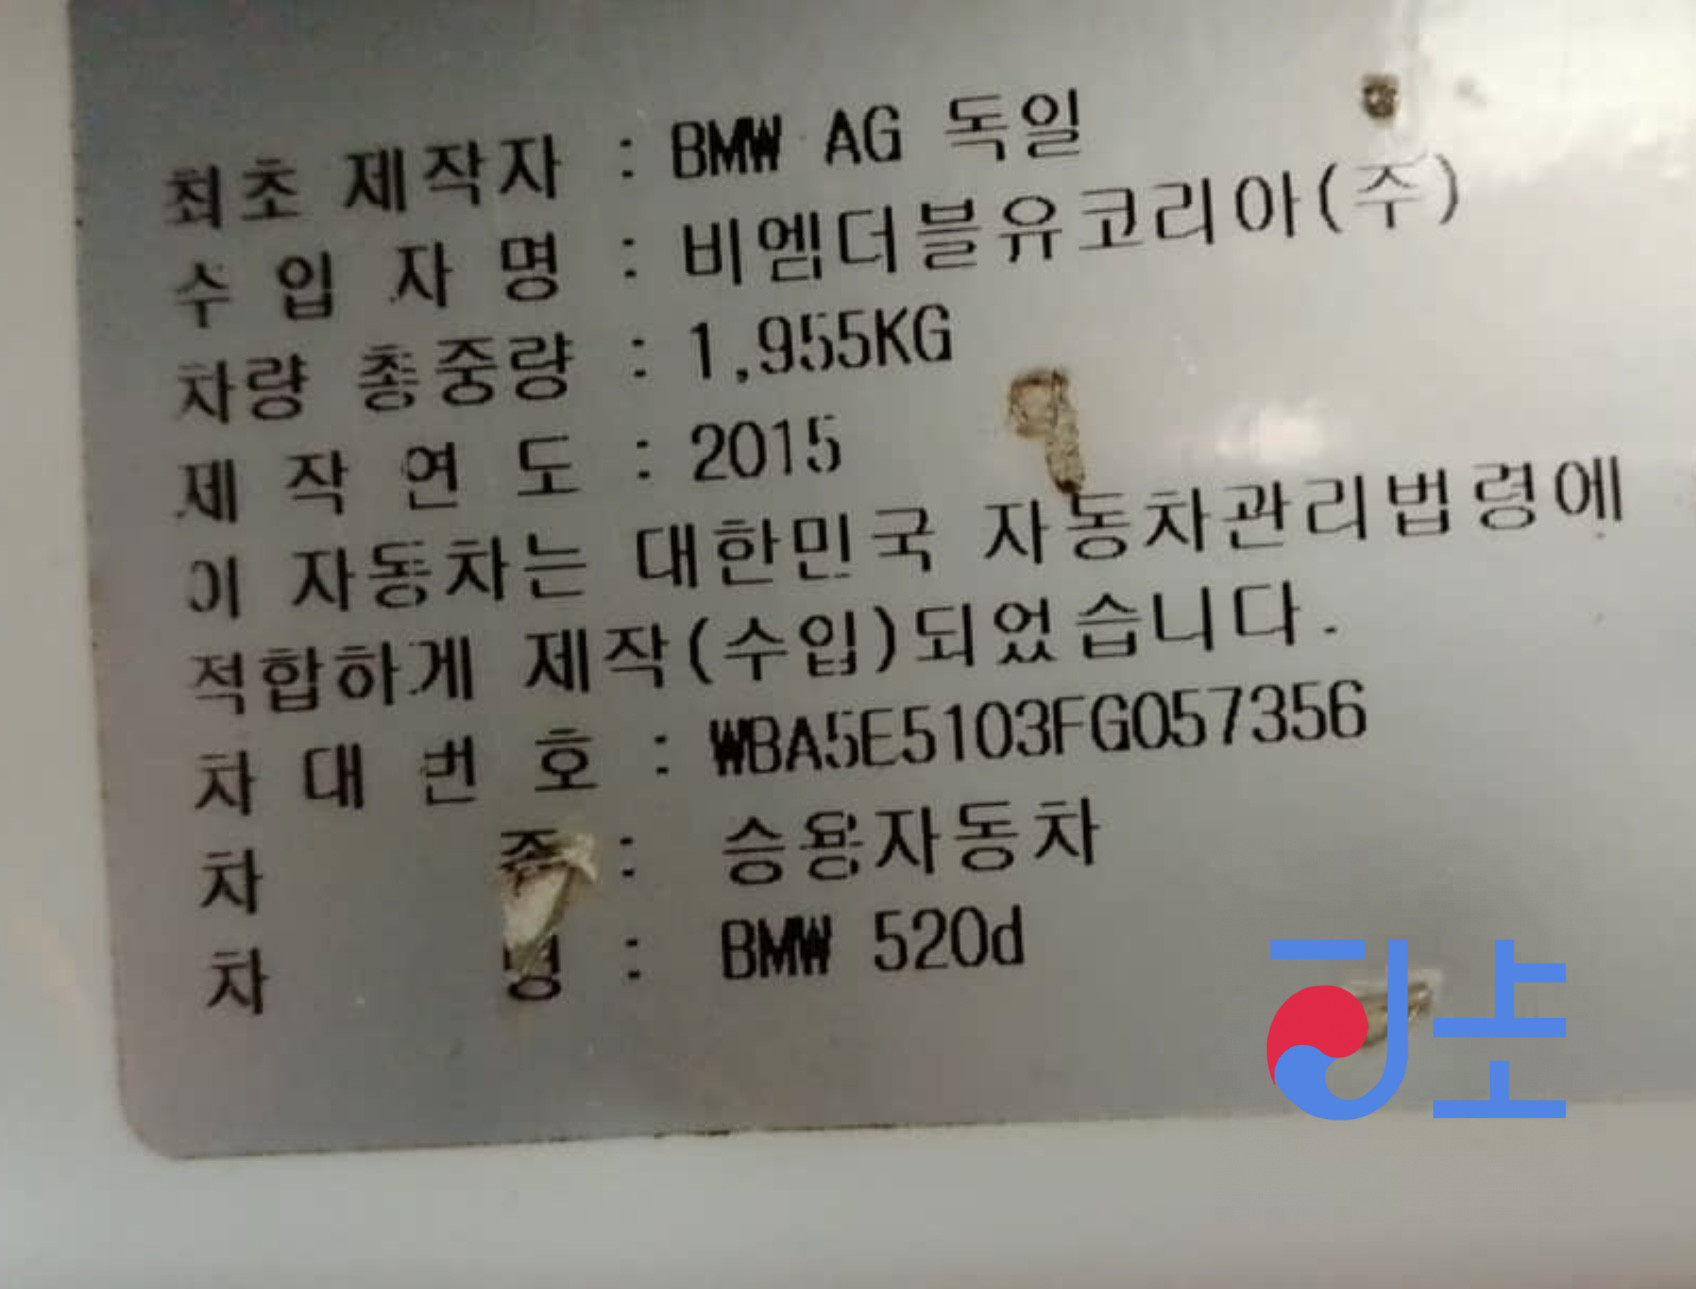 최초 제작자 : BMW AG 독일
수 입 자 명 : 비엠더블유코리아(주)
차량 총중량 : 1,955KG
제 작 연 도 : 2015
이 자동차는 대한민국 자동차관리법령에
적합하게 제작(수입)되었습니다.
차 대 번 호 : WBA5E5103FG057356
차 종 : 승용자동차
차 명 : BMW 520d